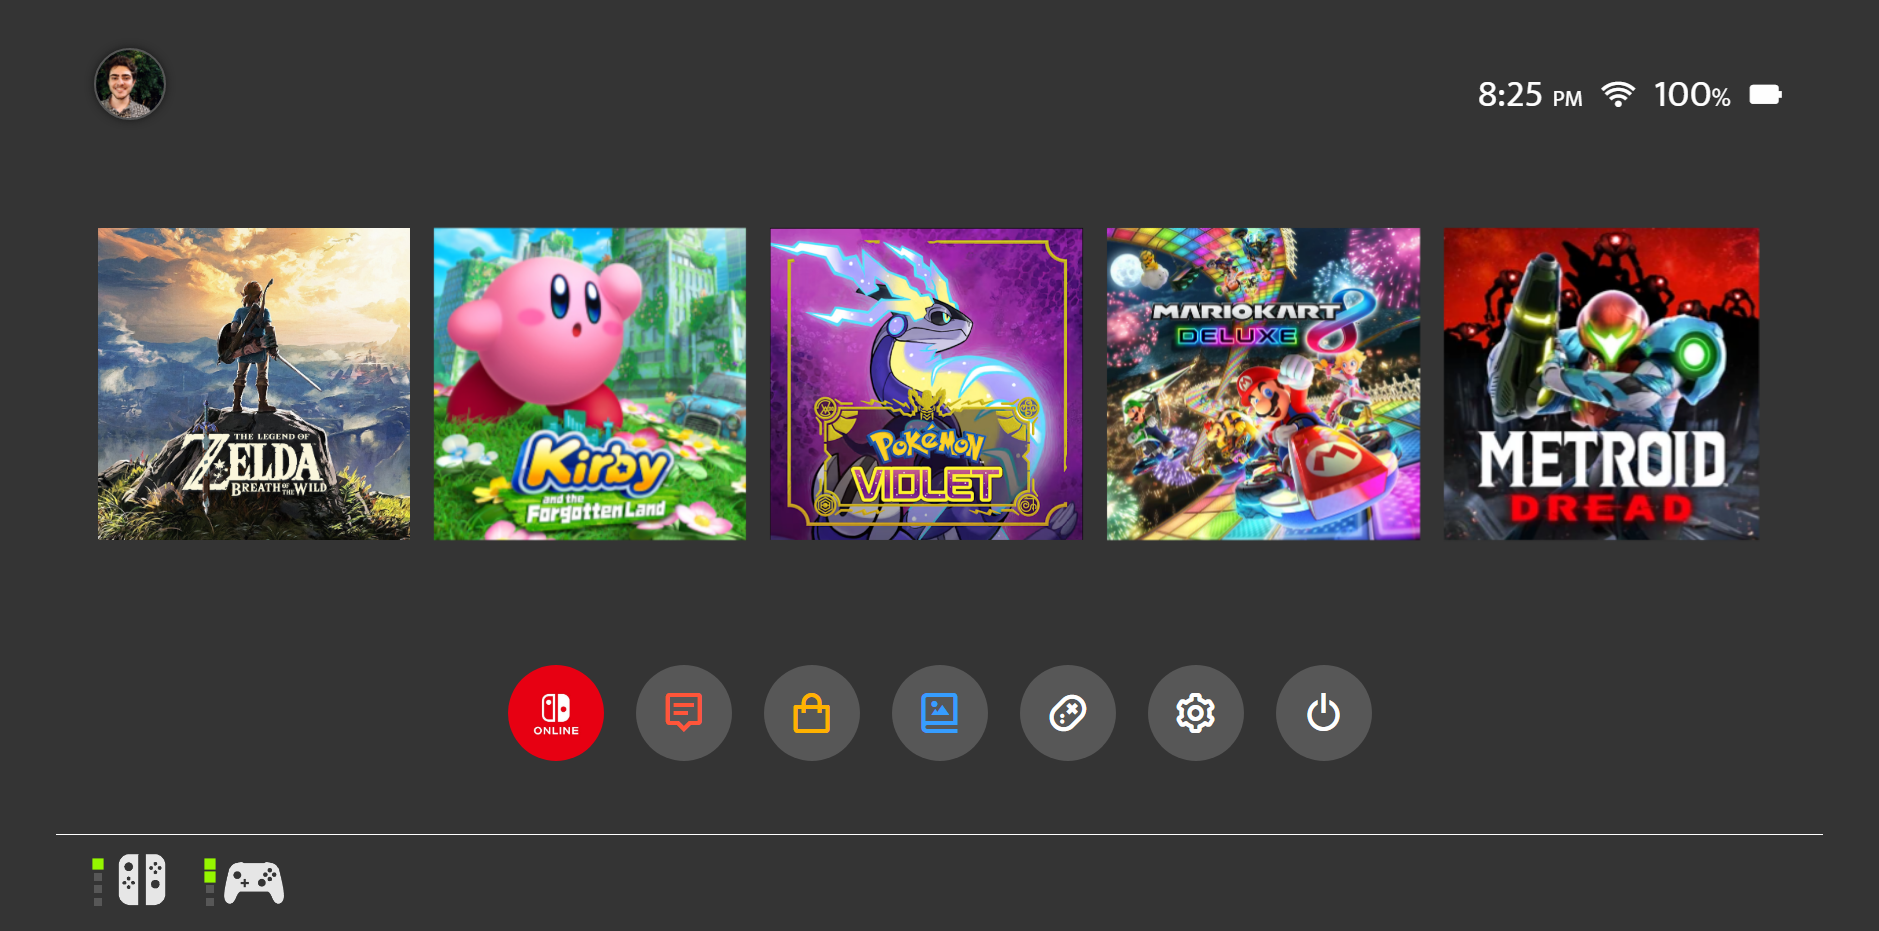 8:25 PM 100%
THE LEGEND OF
ZELDA
BREATH OF THE WILD
Kirby
and the
Forgotten Land
POKéMON
VIOLET
MARIOKART 8
DELUXE
METROID
DREAD
ONLINE